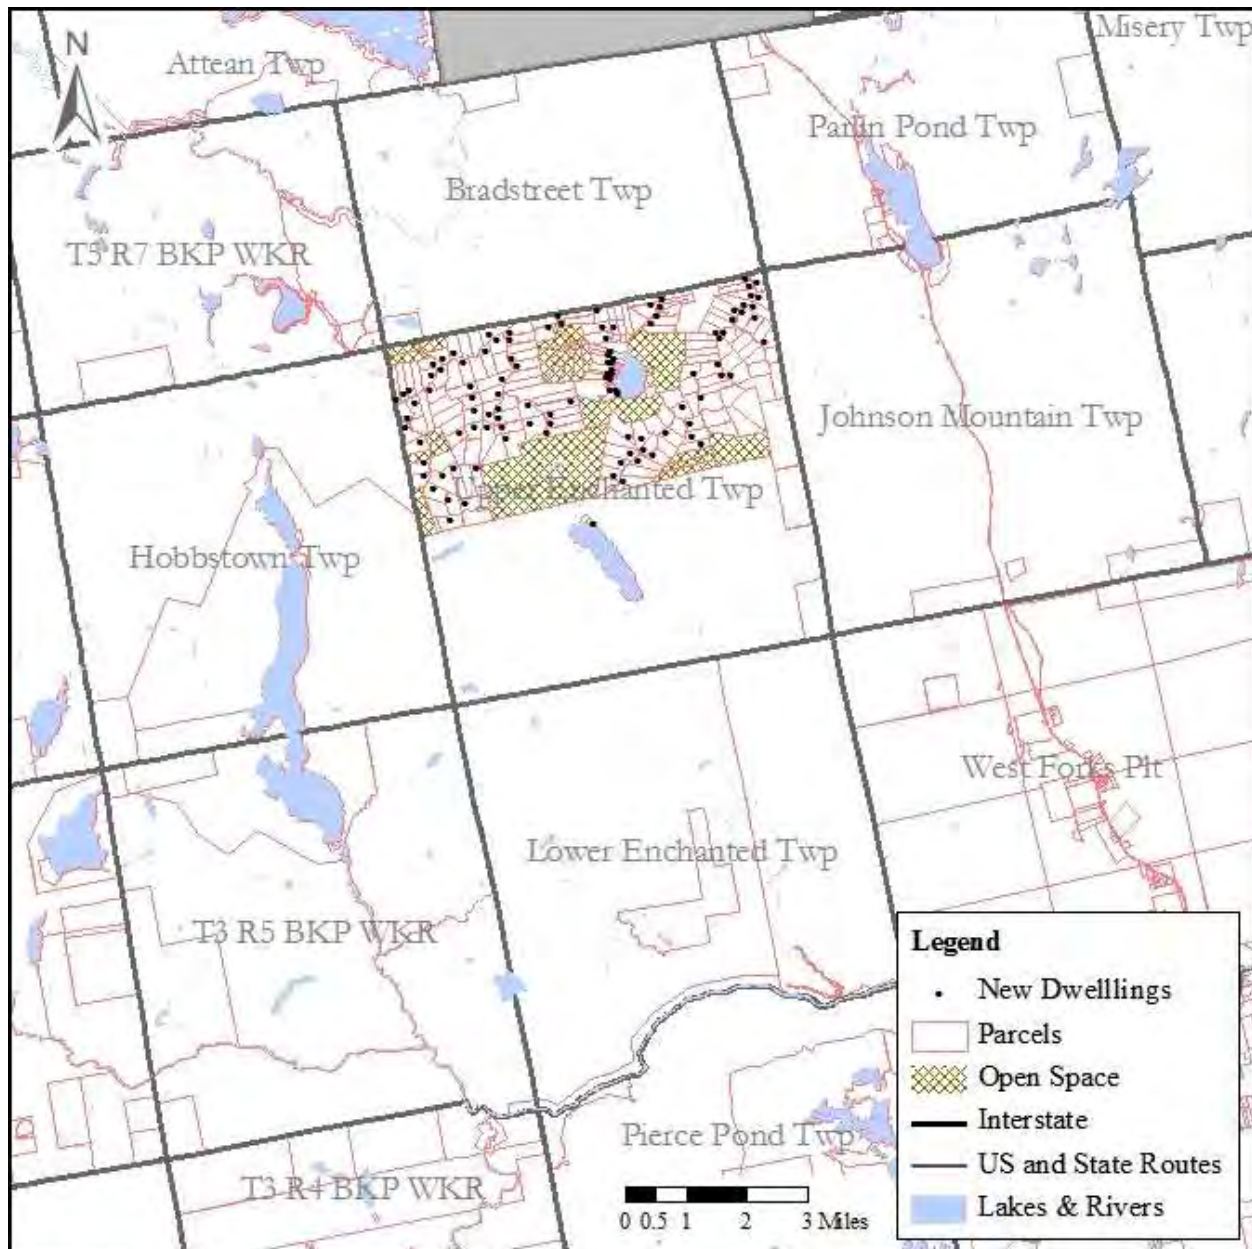 Misery Twp
N
Attean Twp
Parlin Pond Twp
Bradstreet Twp
T5 R7 BKP WKR
Johnson Mountain Twp
Upper Enchanted Twp
Hobbstown Twp
West Forks Plt
Lower Enchanted Twp
T3 R5 BKP WKR
Pierce Pond Twp
T3 R4 BKP WKR
0 0.5 1 2 3 Miles
Legend
New Dwelllings
Parcels
Open Space
Interstate
US and State Routes
Lakes & Rivers